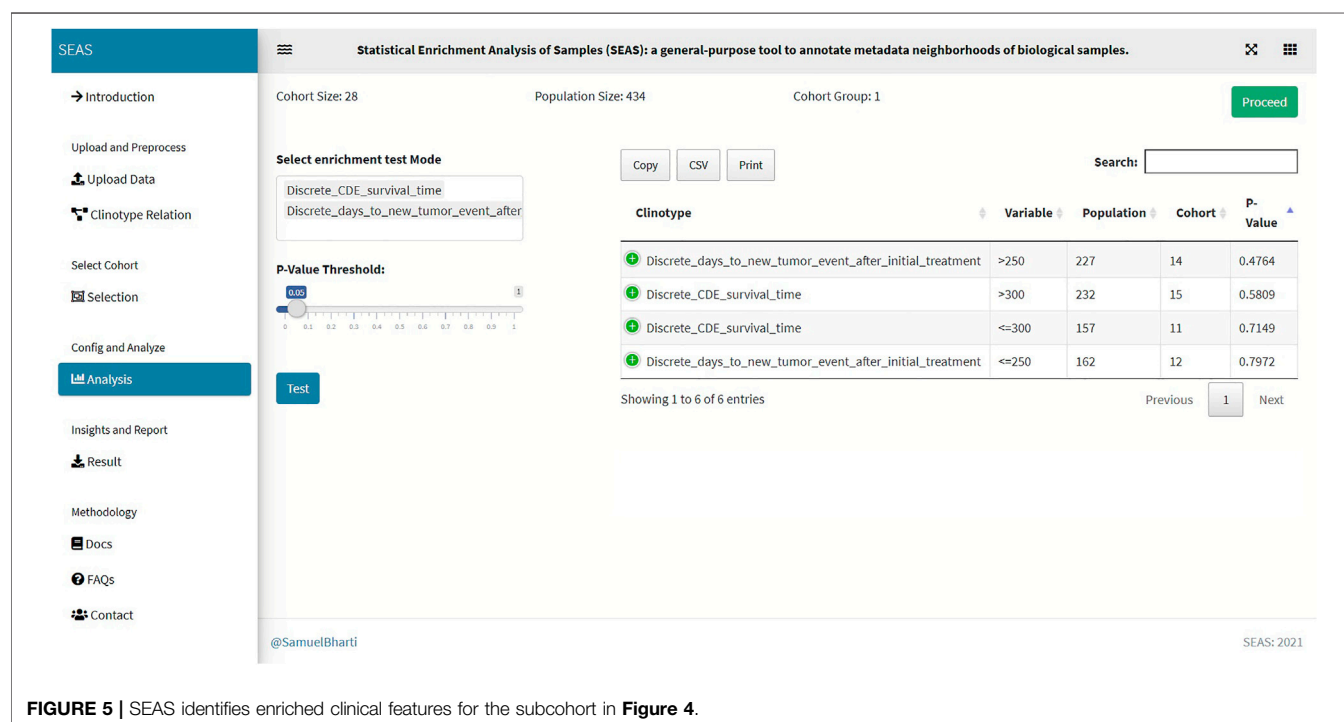 SEAS
Statistical Enrichment Analysis of Samples (SEAS): a general-purpose tool to annotate metadata neighborhoods of biological samples.
Introduction
Upload and Preprocess
Upload Data
Clinotype Relation
Select Cohort
Selection
Config and Analyze
Analysis
Insights and Report
Result
Methodology
Docs
FAQs
Contact
Cohort Size: 28 Population Size: 434 Cohort Group: 1 Proceed
Select enrichment test Mode
Discrete_CDE_survival_time
Discrete_days_to_new_tumor_event_after
P-Value Threshold:
0.05 1
0 0.1 0.2 0.3 0.4 0.5 0.6 0.7 0.8 0.9 1
Test
Copy CSV Print Search:
Clinotype Variable Population Cohort P-
Value
Discrete_days_to_new_tumor_event_after_initial_treatment >250 227 14 0.4764
Discrete_CDE_survival_time >300 232 15 0.5809
Discrete_CDE_survival_time <=300 157 11 0.7149
Discrete_days_to_new_tumor_event_after_initial_treatment <=250 162 12 0.7972
Showing 1 to 6 of 6 entries Previous 1 Next
@SamuelBharti SEAS: 2021
FIGURE 5 | SEAS identifies enriched clinical features for the subcohort in Figure 4.